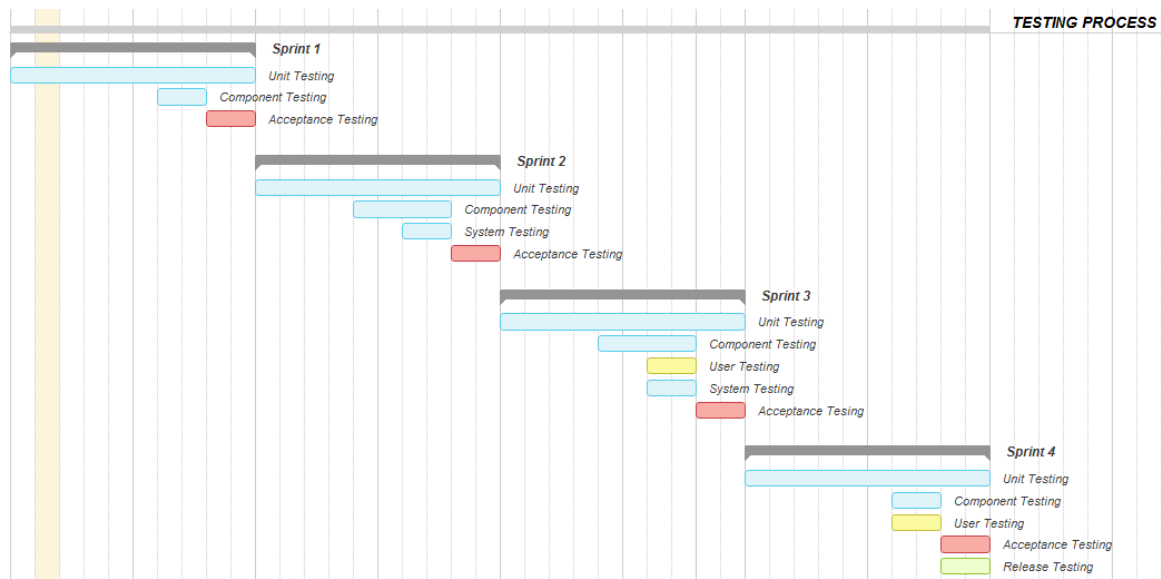 TESTING PROCESS
Sprint 1
Unit Testing
Component Testing
Acceptance Testing
Sprint 2
Unit Testing
Component Testing
System Testing
Acceptance Testing
Sprint 3
Unit Testing
Component Testing
User Testing
System Testing
Acceptance Tesing
Sprint 4
Unit Testing
Component Testing
User Testing
Acceptance Testing
Release Testing